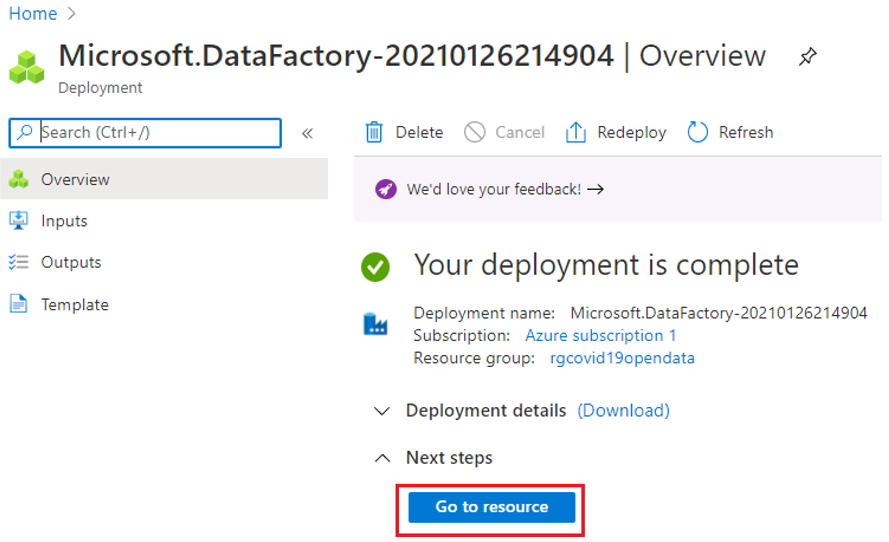 Home >
Microsoft.DataFactory-20210126214904 | Overview
Deployment
Search (Ctrl+/)
«
Delete
Cancel
Redeploy
Refresh
Overview
Inputs
Outputs
Template
We'd love your feedback! →
Your deployment is complete
Deployment name: Microsoft.DataFactory-20210126214904
Subscription: Azure subscription 1
Resource group: rgcovid19opendata
Deployment details (Download)
Next steps
Go to resource